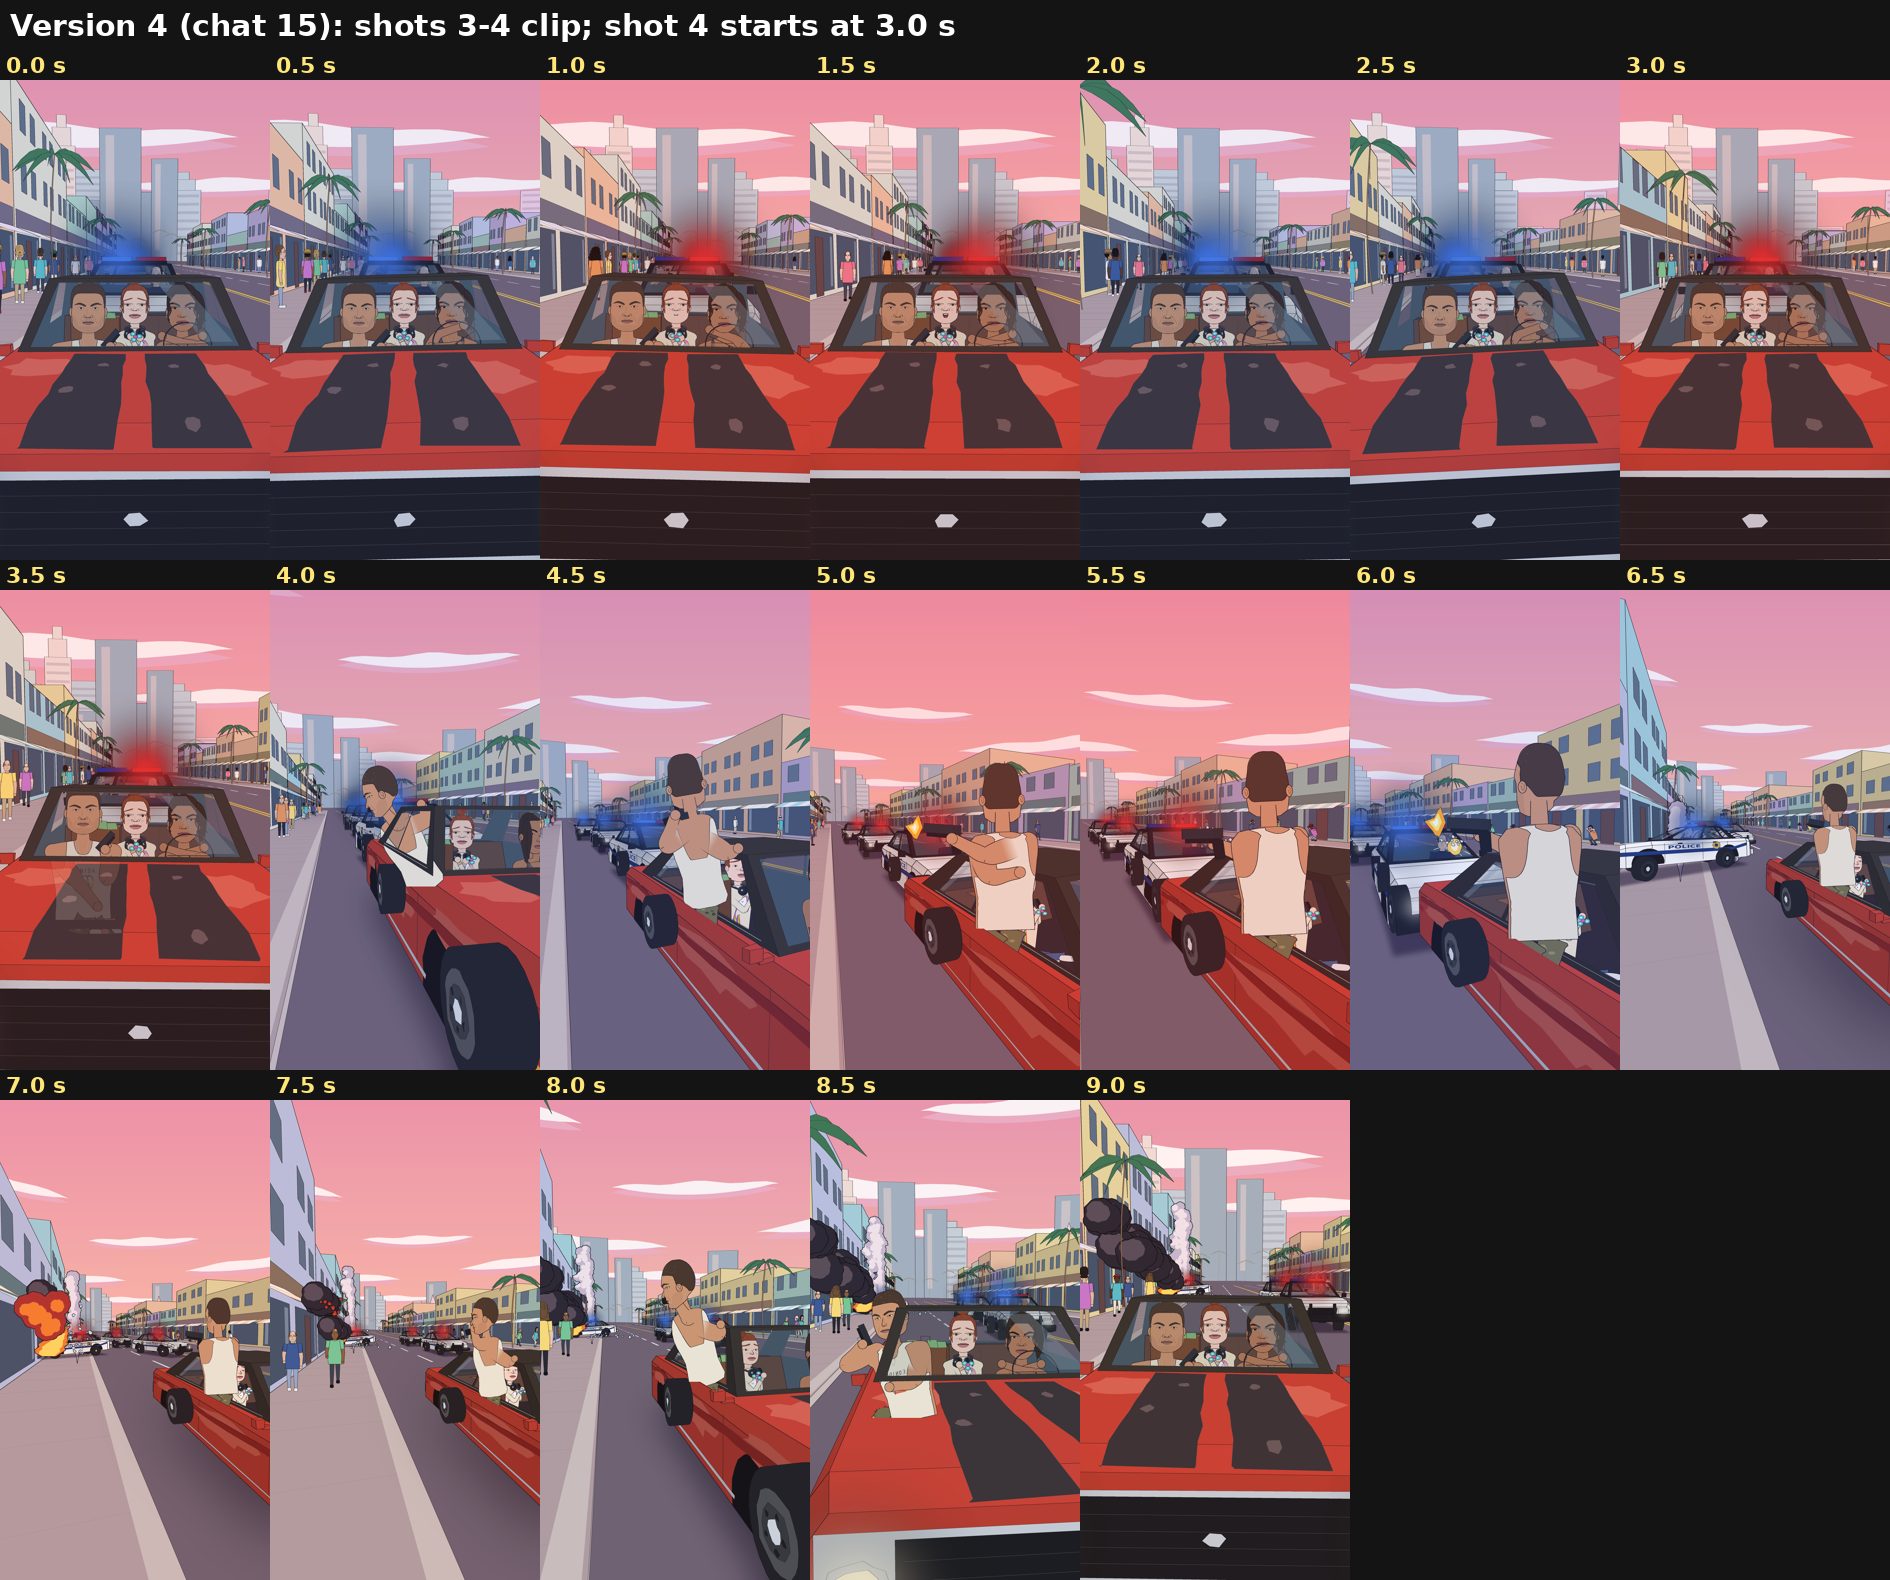 Version 4 (chat 15): shots 3-4 clip; shot 4 starts at 3.0 s
0.0 s 0.5 s 1.0 s 1.5 s 2.0 s 2.5 s 3.0 s
3.5 s 4.0 s 4.5 s 5.0 s 5.5 s 6.0 s 6.5 s
POLICE
7.0 s 7.5 s 8.0 s 8.5 s 9.0 s